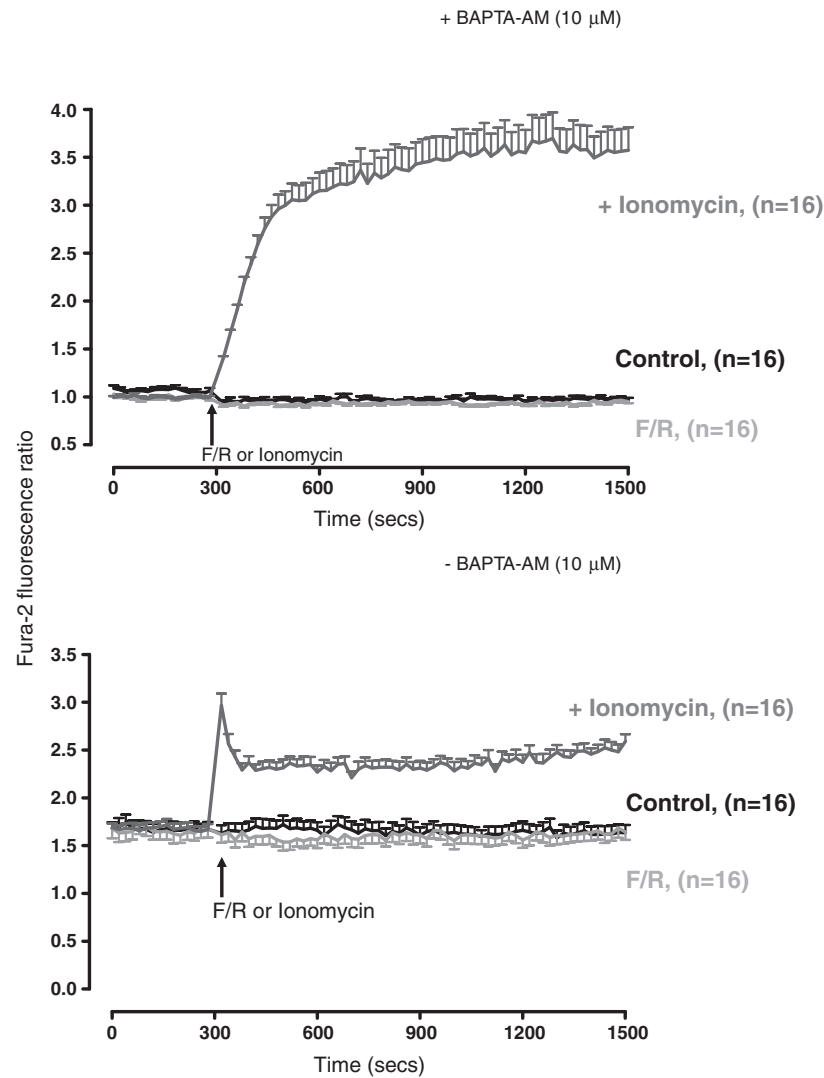 + BAPTA-AM (10 μM)
4.0
3.5
3.0
2.5
2.0
1.5
1.0
0.5
+ Ionomycin, (n=16)
Control, (n=16)
F/R, (n=16)
F/R or Ionomycin
0 300 600 900 1200 1500
Time (secs)
Fura-2 fluorescence ratio
- BAPTA-AM (10 μM)
3.5
3.0
2.5
2.0
1.5
1.0
0.5
0.0
+ Ionomycin, (n=16)
Control, (n=16)
F/R, (n=16)
F/R or Ionomycin
0 300 600 900 1200 1500
Time (secs)